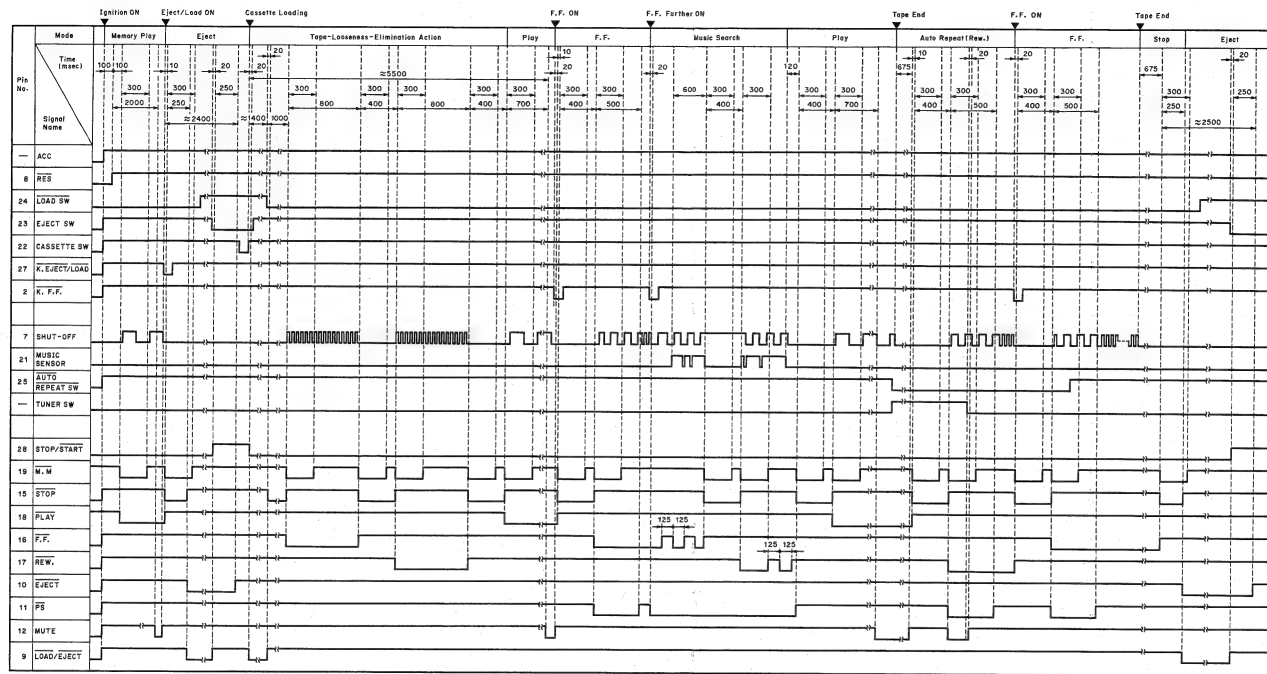 Ignition ON Eject/Load ON Cassette Loading F.F. ON F.F. Further ON Tape End F.F. ON Tape End
Mode Memory Play Eject Tape-Looseness-Elimination Action Play F.F. Music Search Play Auto Repeat (Rew.) F.F. Stop Eject
Pin No. Time (msec) Signal Name
20 10 10 20 20
100 100 10 20 20 ≈5500 20 20 120 675 20 675
300 300 300 300 300 300 300 300 300 600 300 300 300 300 300 300 300 300 300 250
2000 250 250 800 400 800 400 700 400 500 400 400 700 400 500 400 500 250
≈2400 ≈1400 1000 ≈2500
— ACC
8 RES
24 LOAD SW
23 EJECT SW
22 CASSETTE SW
27 K.EJECT/LOAD
2 K. F.F.
7 SHUT-OFF
21 MUSIC SENSOR
25 AUTO REPEAT SW
— TUNER SW
28 STOP/START
19 M.M
15 STOP
18 PLAY
16 F.F. 125 125
17 REW. 125 125
10 EJECT
11 PS
12 MUTE
9 LOAD/EJECT